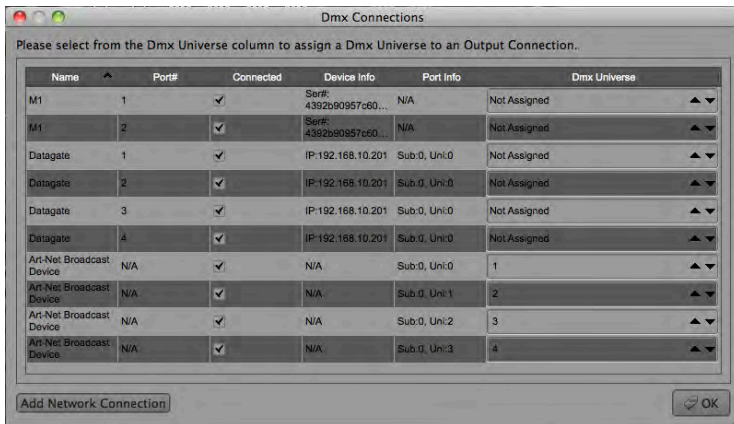 Dmx Connections
Please select from the Dmx Universe column to assign a Dmx Universe to an Output Connection..
Name Port# Connected Device Info Port Info Dmx Universe
M1 1 Ser#: 4392b90957c60... N/A Not Assigned
M1 2 Ser#: 4392b90957c60... N/A Not Assigned
Datagate 1 IP:192.168.10.201 Sub:0, Uni:0 Not Assigned
Datagate 2 IP:192.168.10.201 Sub:0, Uni:0 Not Assigned
Datagate 3 IP:192.168.10.201 Sub:0, Uni:0 Not Assigned
Datagate 4 IP:192.168.10.201 Sub:0, Uni:0 Not Assigned
Art-Net Broadcast Device N/A N/A Sub:0, Uni:0 1
Art-Net Broadcast Device N/A N/A Sub:0, Uni:1 2
Art-Net Broadcast Device N/A N/A Sub:0, Uni:2 3
Art-Net Broadcast Device N/A N/A Sub:0, Uni:3 4
Add Network Connection
OK